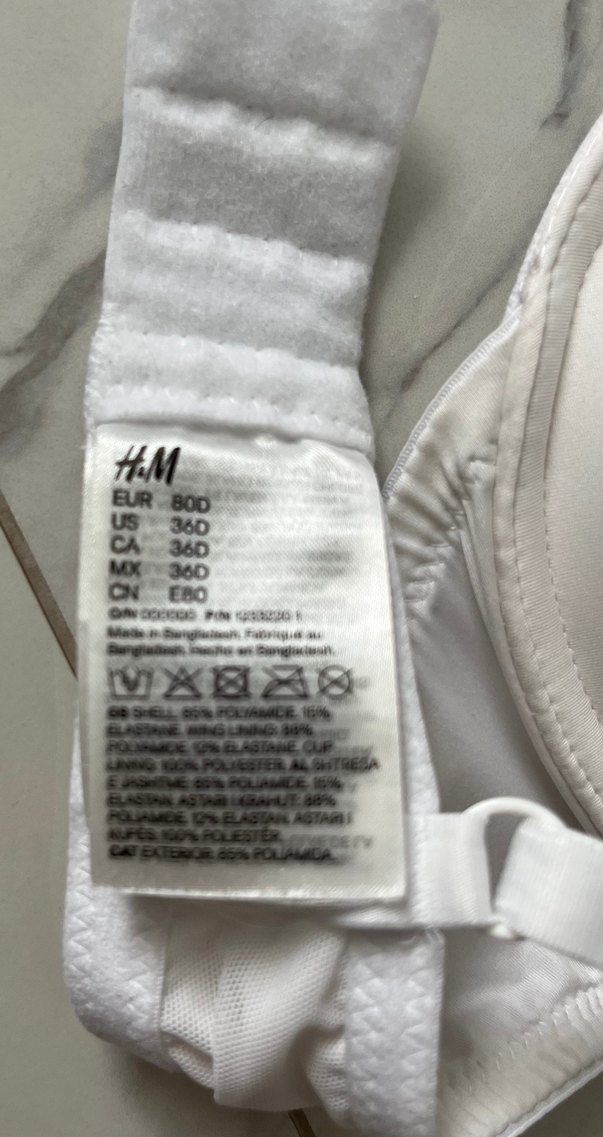 H&M
EUR 80D
US 36D
CA 36D
MX 36D
CN E80
Made in Bangladesh. Fabriqué au
Bangladesh. Hecho en Bangladesh.
GB SHELL: 85% POLYAMIDE, 15%
ELASTANE. WING LINING: 88%
POLYAMIDE, 12% ELASTANE. CUP
LINING: 100% POLYESTER. AL SHTRESA
E JASHTME: 85% POLIAMIDE, 15%
ELASTAN. ASTARI I KRAHUT: 88%
POLIAMIDE, 12% ELASTAN. ASTARI I
KUPËS: 100% POLIESTËR.
CAT EXTERIOR: 85% POLIAMIDA,